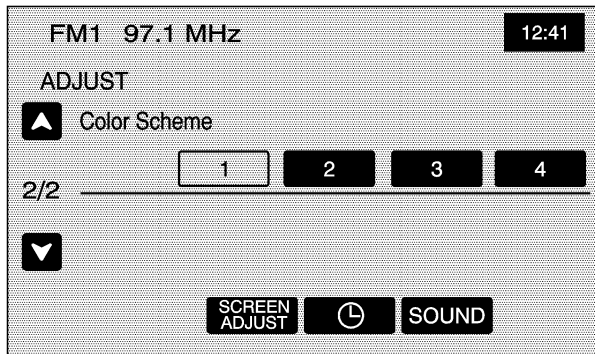 FM1 97.1 MHz 12:41
ADJUST
Color Scheme
1 2 3 4
2/2
SCREEN ADJUST SOUND